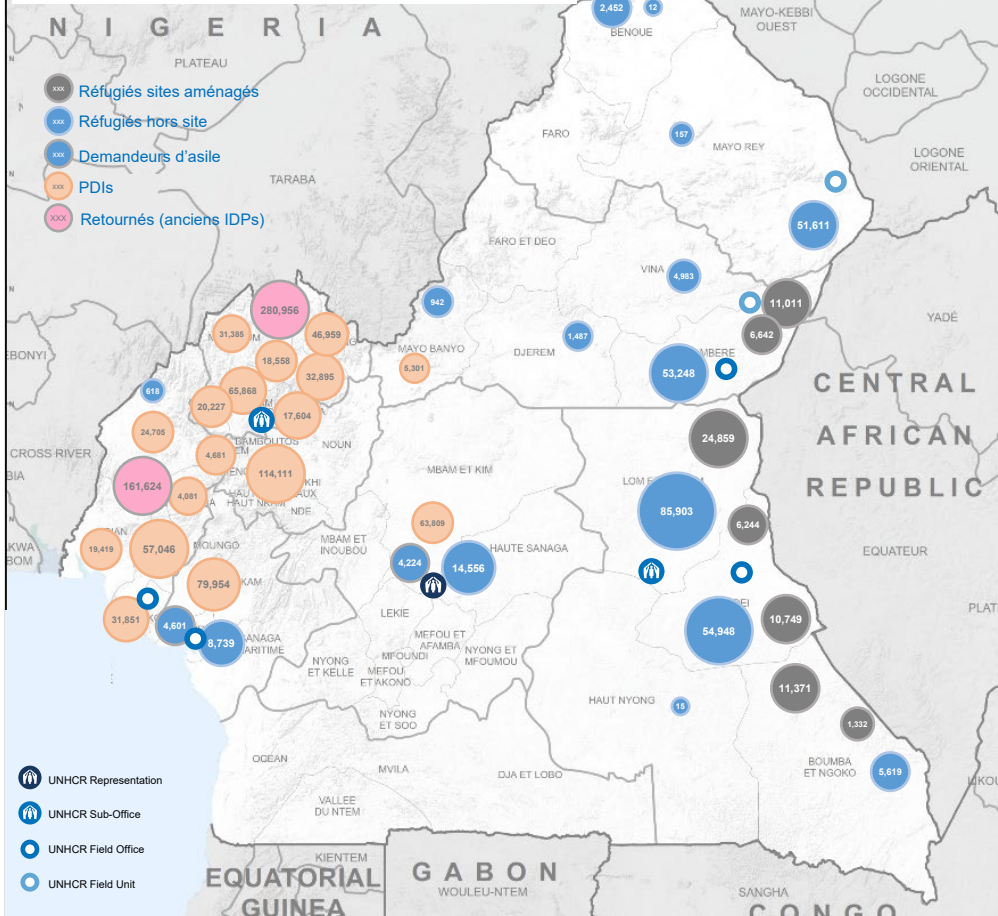 NIGERIA
PLATEAU
TARABA
CROSS RIVER
xxx Réfugiés sites aménagés
xxx Réfugiés hors site
xxx Demandeurs d'asile
xxx PDIs
XXX Retournés (anciens IDPs)
2,452
12
BENOUE
MAYO-KEBBI
OUEST
LOGONE
OCCIDENTAL
LOGONE
ORIENTAL
FARO
157
MAYO REY
51,611
FARO ET DEO
VINA
4,983
11,011
6,642
YADÉ
942
1,487
DJEREM
MBERE
53,248
MAYO BANYO
5,301
CENTRAL
AFRICAN
REPUBLIC
280,956
31,385
46,959
18,558
32,895
65,868
20,227
17,604
618
24,705
BAMBOUTOS
NOUN
4,681
114,111
161,624
4,081
NDE
57,046
19,419
MOUNGO
79,954
31,851
4,601
8,739
MBAM ET KIM
MBAM ET
INOUBOU
63,809
4,224
14,556
HAUTE SANAGA
LEKIE
MEFOU ET
AFAMBA
MFOUNDI
NYONG ET
MFOUMOU
NYONG
ET KELLE
MEFOU
ET AKONO
NYONG
ET SOO
24,859
85,903
6,244
EQUATEUR
54,948
10,749
11,371
1,332
HAUT NYONG
15
BOUMBA
ET NGOKO
5,619
OCEAN
MVILA
DJA ET LOBO
VALLEE
DU NTEM
UNHCR Representation
UNHCR Sub-Office
UNHCR Field Office
UNHCR Field Unit
KIENTEM
EQUATORIAL
GUINEA
GABON
WOULEU-NTEM
SANGHA
CONGO